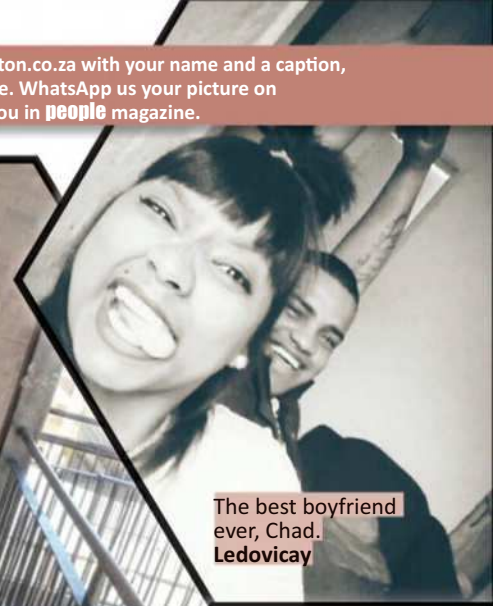 ton.co.za with your name and a caption,
e. WhatsApp us your picture on
ou in people magazine.
The best boyfriend
ever, Chad.
Ledovicay